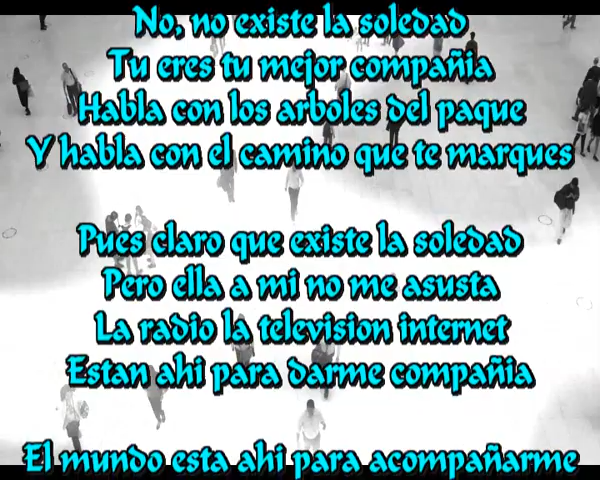 No, no existe la soledad
Tu eres tu mejor compañia
Habla con los arboles del paque
Y habla con el camino que te marques
Pues claro que existe la soledad
Pero ella a mi no me asusta
La radio la television internet
Estan ahi para darme compañia
El mundo esta ahi para acompañarme